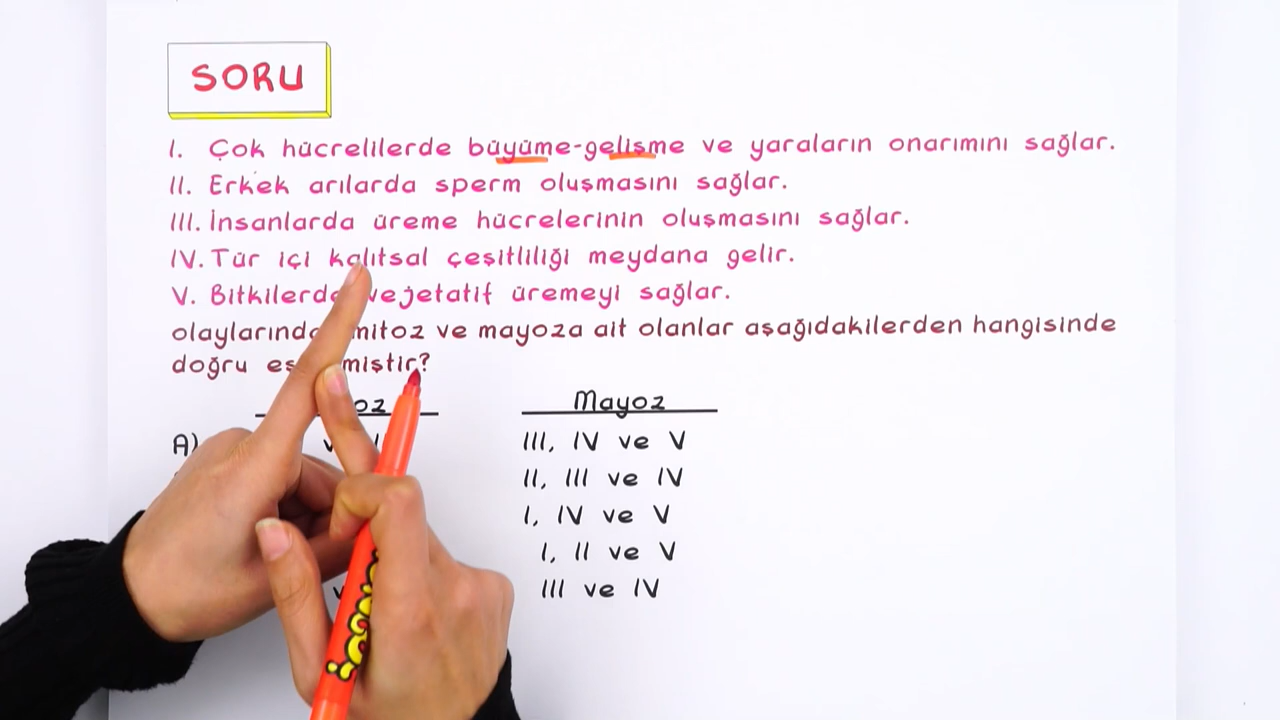 SORU
I. Çok hücrelilerde büyüme-gelişme ve yaraların onarımını sağlar.
II. Erkek arılarda sperm oluşmasını sağlar.
III. İnsanlarda üreme hücrelerinin oluşmasını sağlar.
IV. Tür içi kalıtsal çeşitliliği meydana gelir.
V. Bitkilerde vejetatif üremeyi sağlar.
mitoz ve mayoza ait olanlar aşağıdakilerden hangisinde
doğru
Mayoz
A) III, IV ve V
II, III ve IV
I, IV ve V
I, II ve V
III ve IV